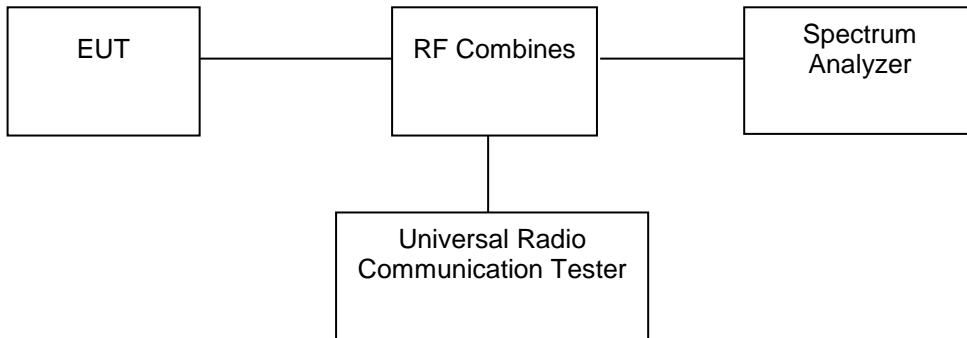 EUT
RF Combines
Spectrum
Analyzer
Universal Radio
Communication Tester